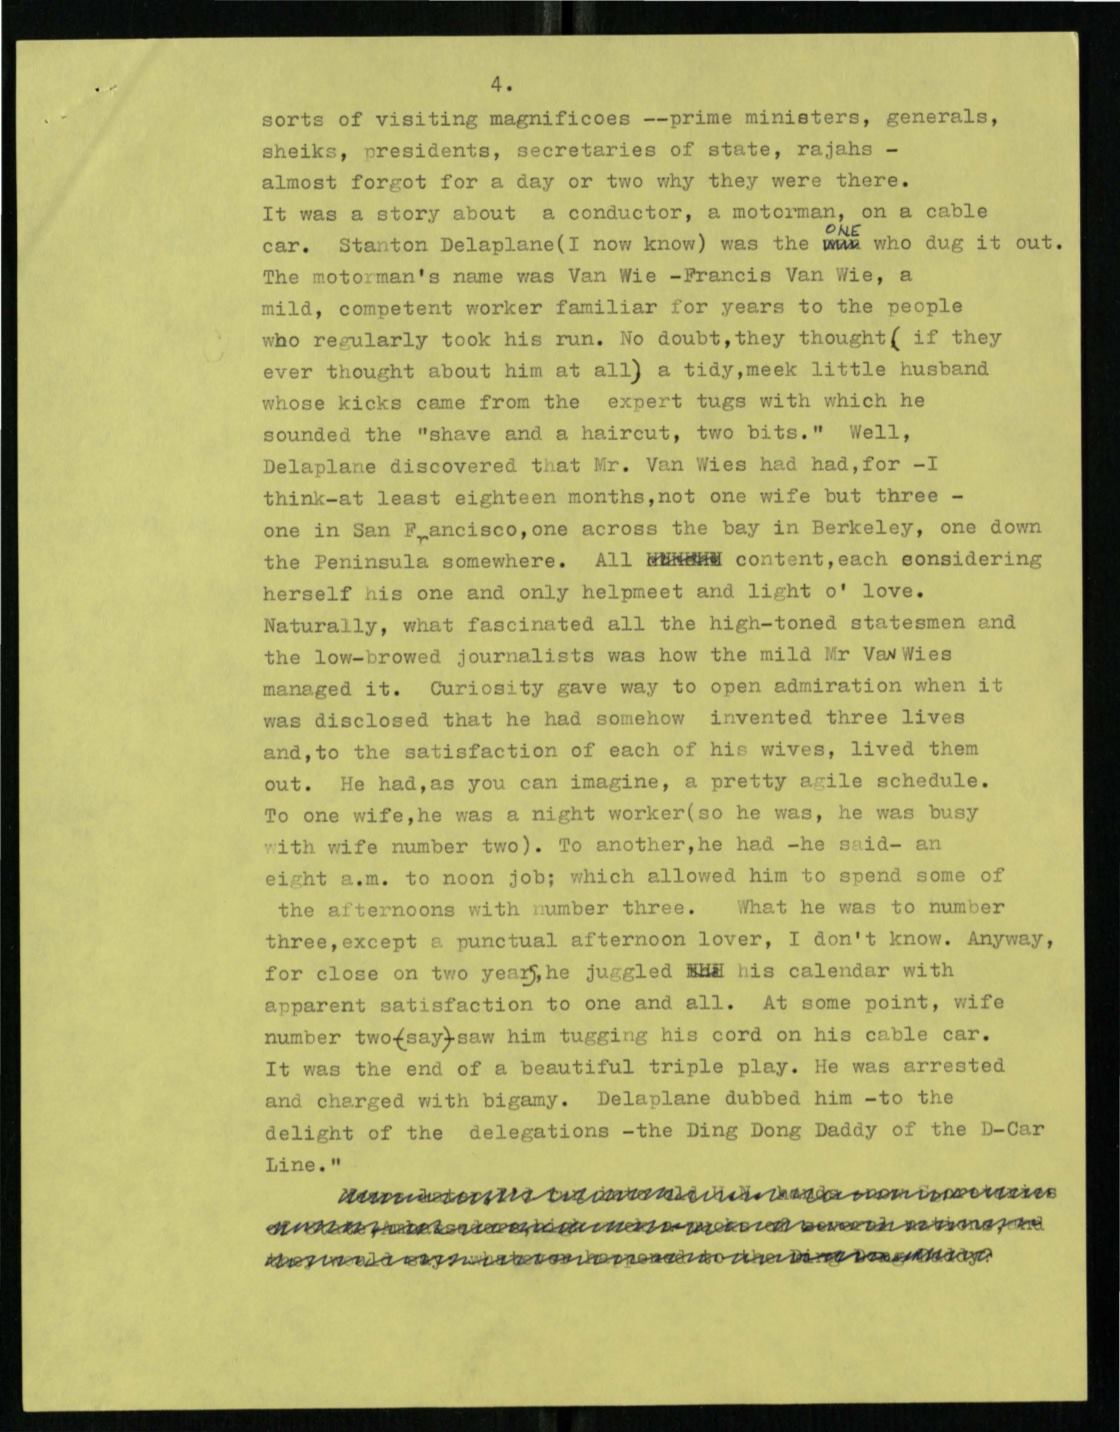 4.
sorts of visiting magnificoes --prime ministers, generals,
sheiks, presidents, secretaries of state, rajahs -
almost forgot for a day or two why they were there.
It was a story about  a conductor, a motorman, on a cable
car.  Stanton Delaplane(I now know) was the ONE who dug it out.
The motorman's name was Van Wie -Francis Van Wie, a
mild, competent worker familiar for years to the people
who regularly took his run. No doubt,they thought( if they
ever thought about him at all) a tidy,meek little husband
whose kicks came from the  expert tugs with which he
sounded the "shave and a haircut, two bits."  Well,
Delaplane discovered that Mr. Van Wies had had,for -I
think-at least eighteen months,not one wife but three -
one in San Francisco,one across the bay in Berkeley, one down
the Peninsula somewhere.  All content,each considering
herself his one and only helpmeet and light o' love.
Naturally, what fascinated all the high-toned statesmen and
the low-browed journalists was how the mild Mr Van Wies
managed it.  Curiosity gave way to open admiration when it
was disclosed that he had somehow  invented three lives
and,to the satisfaction of each of his wives, lived them
out.  He had,as you can imagine, a pretty agile schedule.
To one wife,he was a night worker(so he was, he was busy
with wife number two). To another,he had -he said- an
eight a.m. to noon job; which allowed him to spend some of
the afternoons with number three.   What he was to number
three,except a punctual afternoon lover, I don't know. Anyway,
for close on two years,he juggled his calendar with
apparent satisfaction to one and all.  At some point, wife
number two(say)saw him tugging his cord on his cable car.
It was the end of a beautiful triple play. He was arrested
and charged with bigamy.  Delaplane dubbed him -to the
delight of the  delegations -the Ding Dong Daddy of the D-Car
Line."